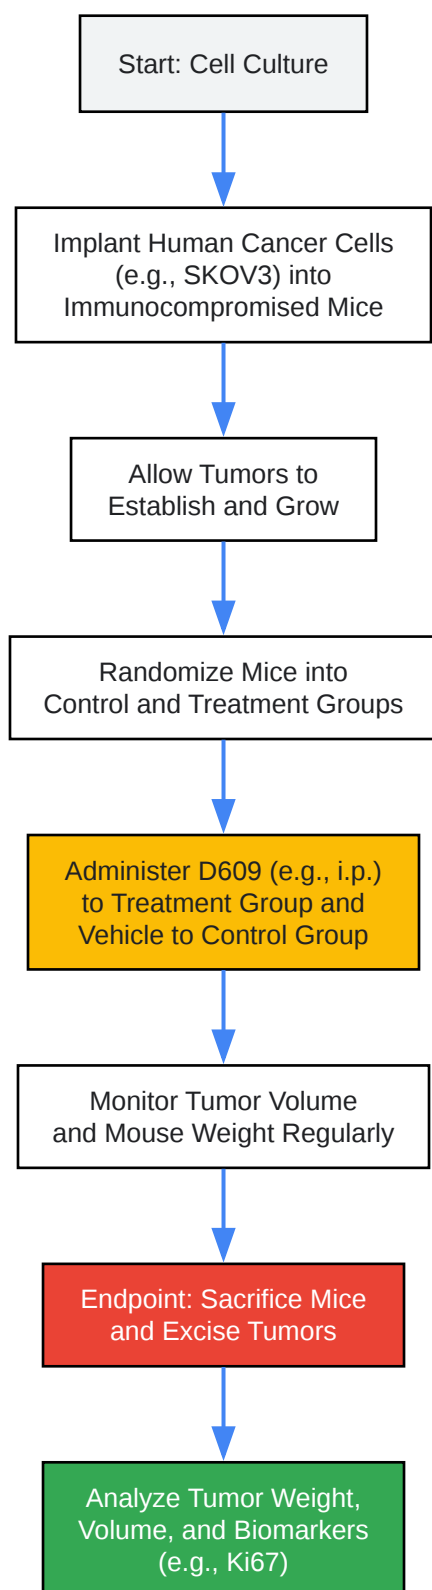 Start: Cell Culture
Implant Human Cancer Cells
(e.g., SKOV3) into
Immunocompromised Mice
Allow Tumors to
Establish and Grow
Randomize Mice into
Control and Treatment Groups
Administer D609 (e.g., i.p.)
to Treatment Group and
Vehicle to Control Group
Monitor Tumor Volume
and Mouse Weight Regularly
Endpoint: Sacrifice Mice
and Excise Tumors
Analyze Tumor Weight,
Volume, and Biomarkers
(e.g., Ki67)